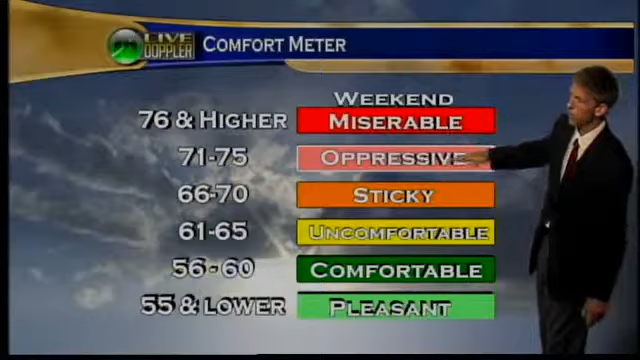 LIVE
DOPPLER
COMFORT METER
WEEKEND
76 & HIGHER MISERABLE
71-75 OPPRESSIVE
66-70 STICKY
61-65 UNCOMFORTABLE
56-60 COMFORTABLE
55 & LOWER PLEASANT